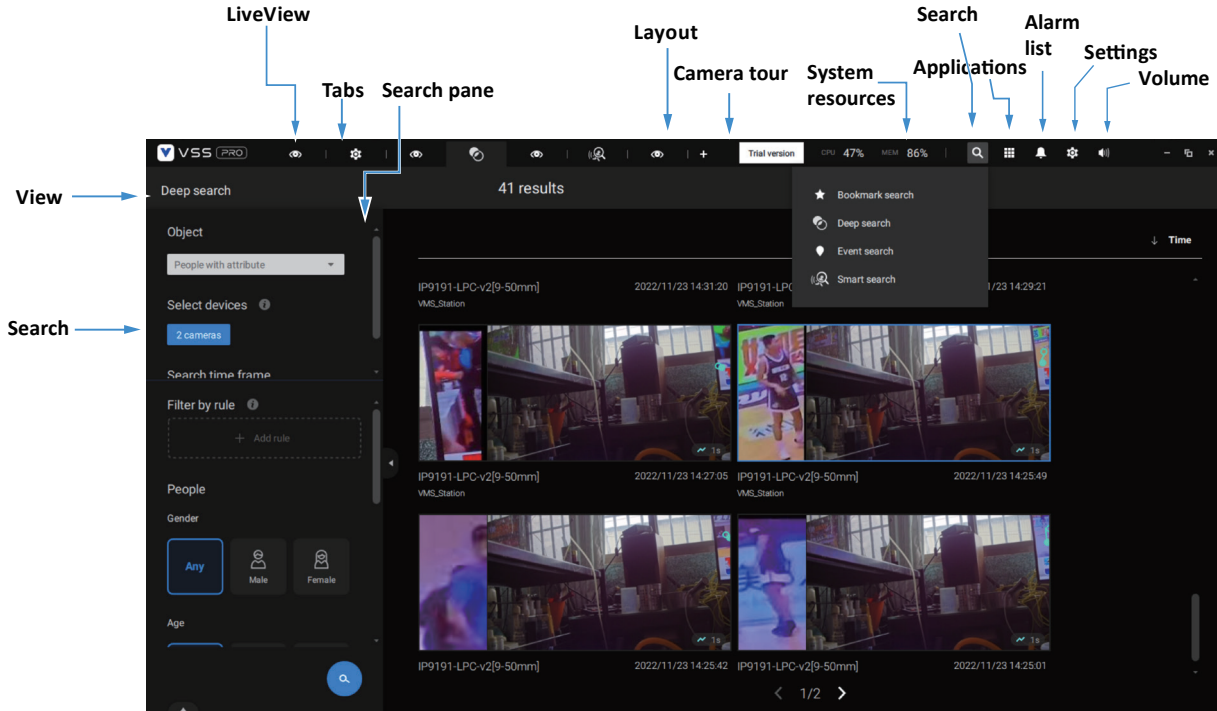 LiveView
Layout
Search
Alarm
list
Tabs
Search pane
Camera tour
System
resources
Applications
Settings
Volume
VSS PRO
Trial version
CPU 47%
MEM 86%
View
Deep search
41 results
Bookmark search
Deep search
Event search
Smart search
Object
People with attribute
Time
Select devices
Search
2 cameras
Search time frame
IP9191-LPC-v2[9-50mm] 2022/11/23 14:31:20
VMS_Station
IP9191-LPC
/23 14:29:21
VMS_Station
1s
1s
Filter by rule
+ Add rule
IP9191-LPC-v2[9-50mm] 2022/11/23 14:27:05
VMS_Station
IP9191-LPC-v2[9-50mm] 2022/11/23 14:25:49
VMS_Station
People
Gender
Any
Male
Female
Age
1s
1s
IP9191-LPC-v2[9-50mm] 2022/11/23 14:25:42
IP9191-LPC-v2[9-50mm] 2022/11/23 14:25:01
1/2